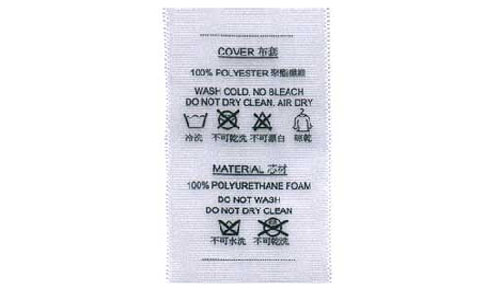 COVER 布套
100% POLYESTER 聚酯纖維
WASH COLD. NO BLEACH
DO NOT DRY CLEAN. AIR DRY
冷洗 不可乾洗 不可漂白 晾乾
MATERIAL 芯材
100% POLYURETHANE FOAM
DO NOT WASH
DO NOT DRY CLEAN
不可水洗 不可乾洗